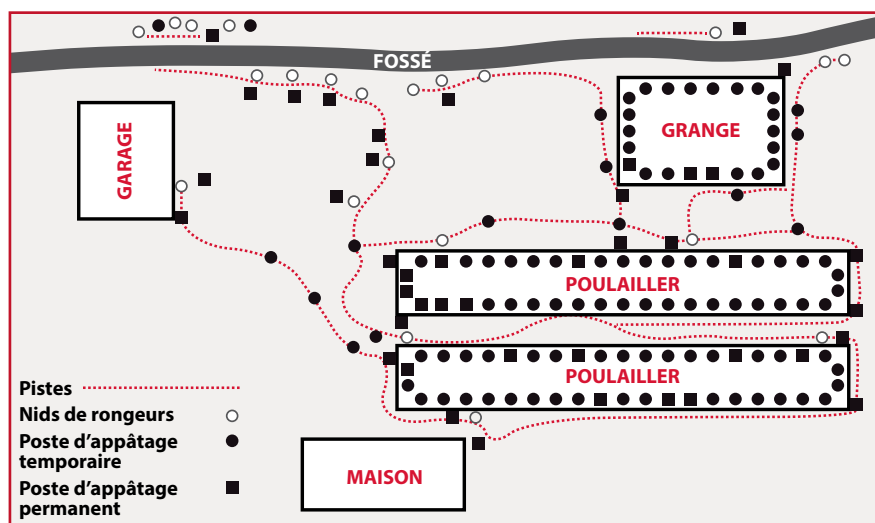 FOSSÉ
GARAGE
GRANGE
POULAILLER
POULAILLER
MAISON
Pistes
Nids de rongeurs
Poste d’appâtage
temporaire
Poste d’appâtage
permanent